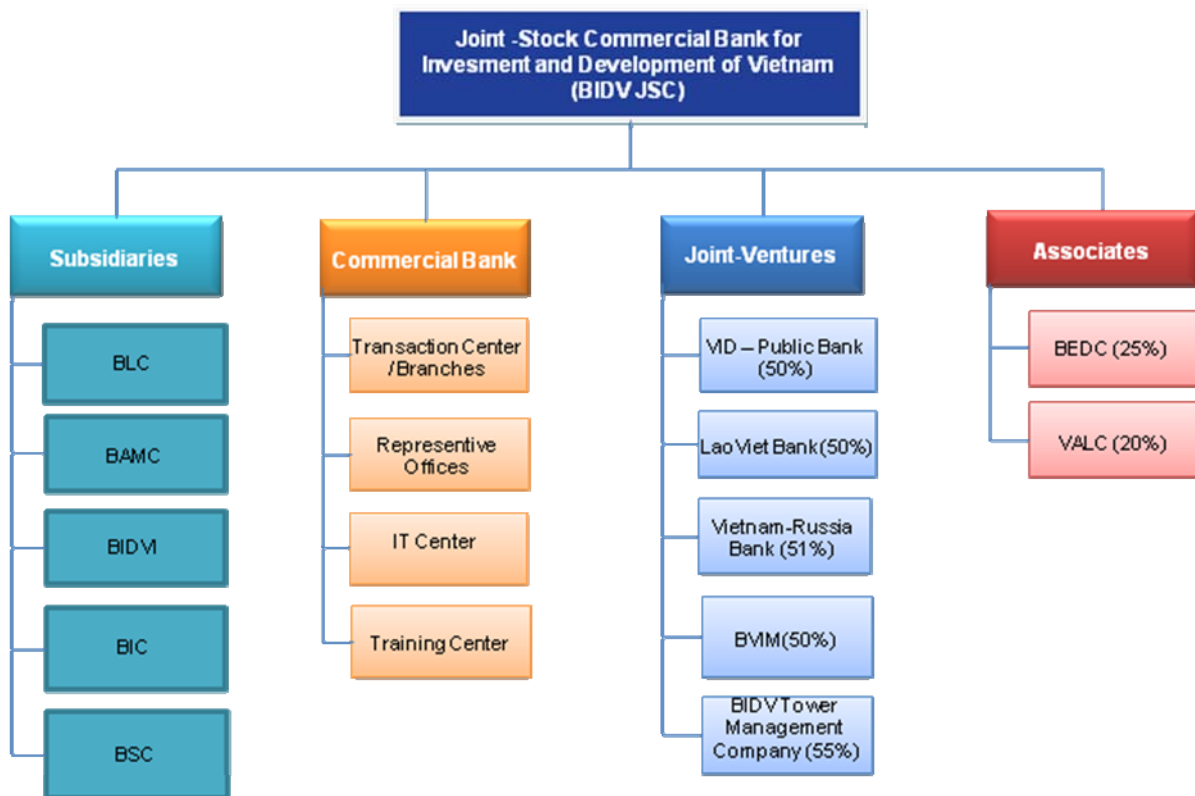 Joint -Stock Commercial Bank for
Invesment and Development of Vietnam
(BIDV JSC)
Subsidiaries
BLC
BAMC
BIDVI
BIC
BSC
Commercial Bank
Transaction Center
/Branches
Representive
Offices
IT Center
Training Center
Joint-Ventures
VID – Public Bank
(50%)
Lao Viet Bank (50%)
Vietnam-Russia
Bank (51%)
BVIM (50%)
BIDV Tower
Management
Company (55%)
Associates
BEDC (25%)
VALC (20%)